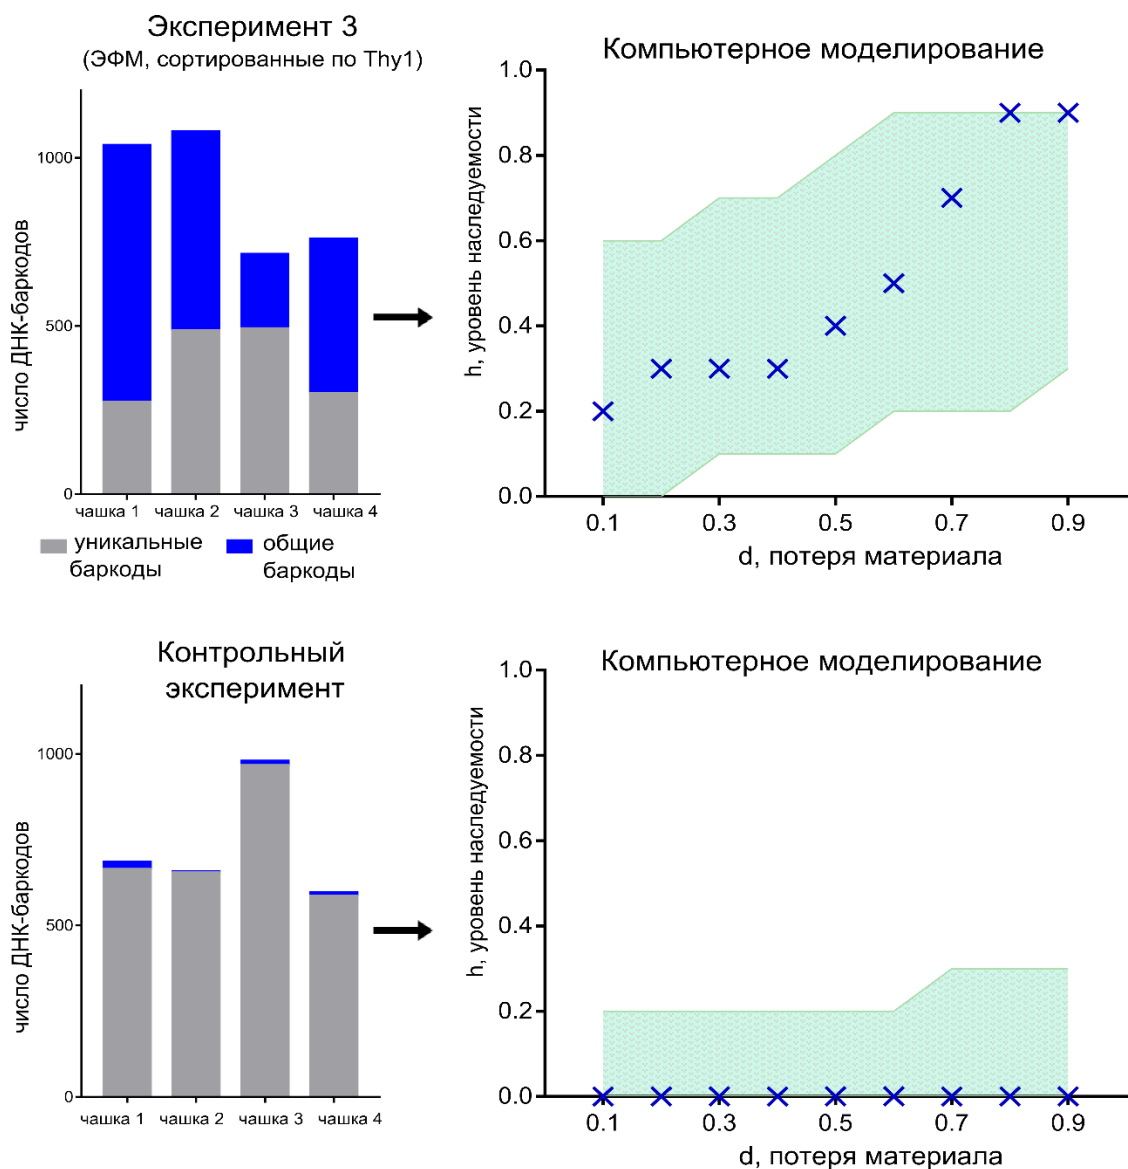 Эксперимент 3
(ЭФМ, сортированные по Thy1)
число ДНК-баркодов
1000
500
0
чашка 1 чашка 2 чашка 3 чашка 4
уникальные баркоды
общие баркоды
Компьютерное моделирование
h, уровень наследуемости
1.0
0.8
0.6
0.4
0.2
0.0
0.1 0.3 0.5 0.7 0.9
d, потеря материала
Контрольный
эксперимент
число ДНК-баркодов
1000
500
0
чашка 1 чашка 2 чашка 3 чашка 4
Компьютерное моделирование
h, уровень наследуемости
1.0
0.8
0.6
0.4
0.2
0.0
0.1 0.3 0.5 0.7 0.9
d, потеря материала